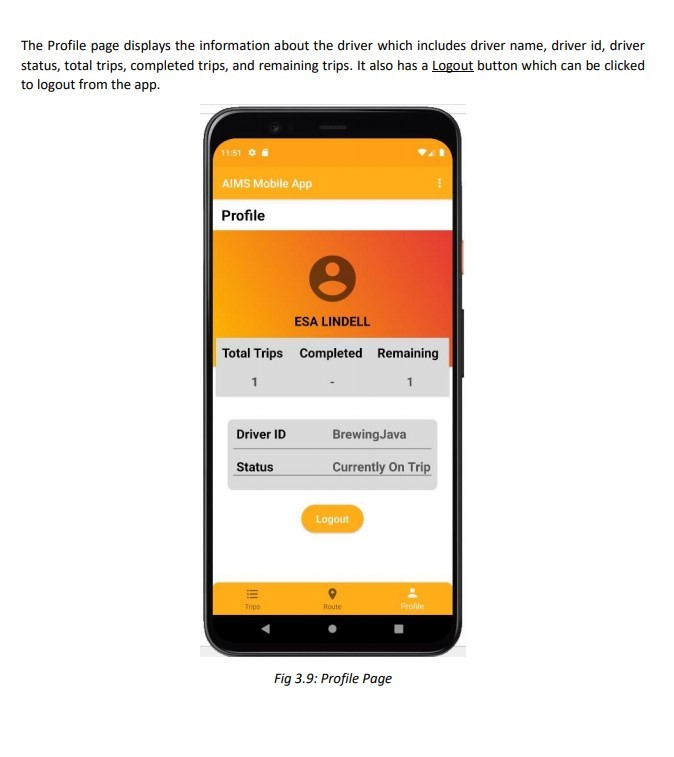 The Profile page displays the information about the driver which includes driver name, driver id, driver
status, total trips, completed trips, and remaining trips. It also has a Logout button which can be clicked
to logout from the app.
11:51
AIMS Mobile App
Profile
ESA LINDELL
Total Trips Completed Remaining
1 - 1
Driver ID BrewingJava
Status Currently On Trip
Logout
Trips Route Profile
Fig 3.9: Profile Page